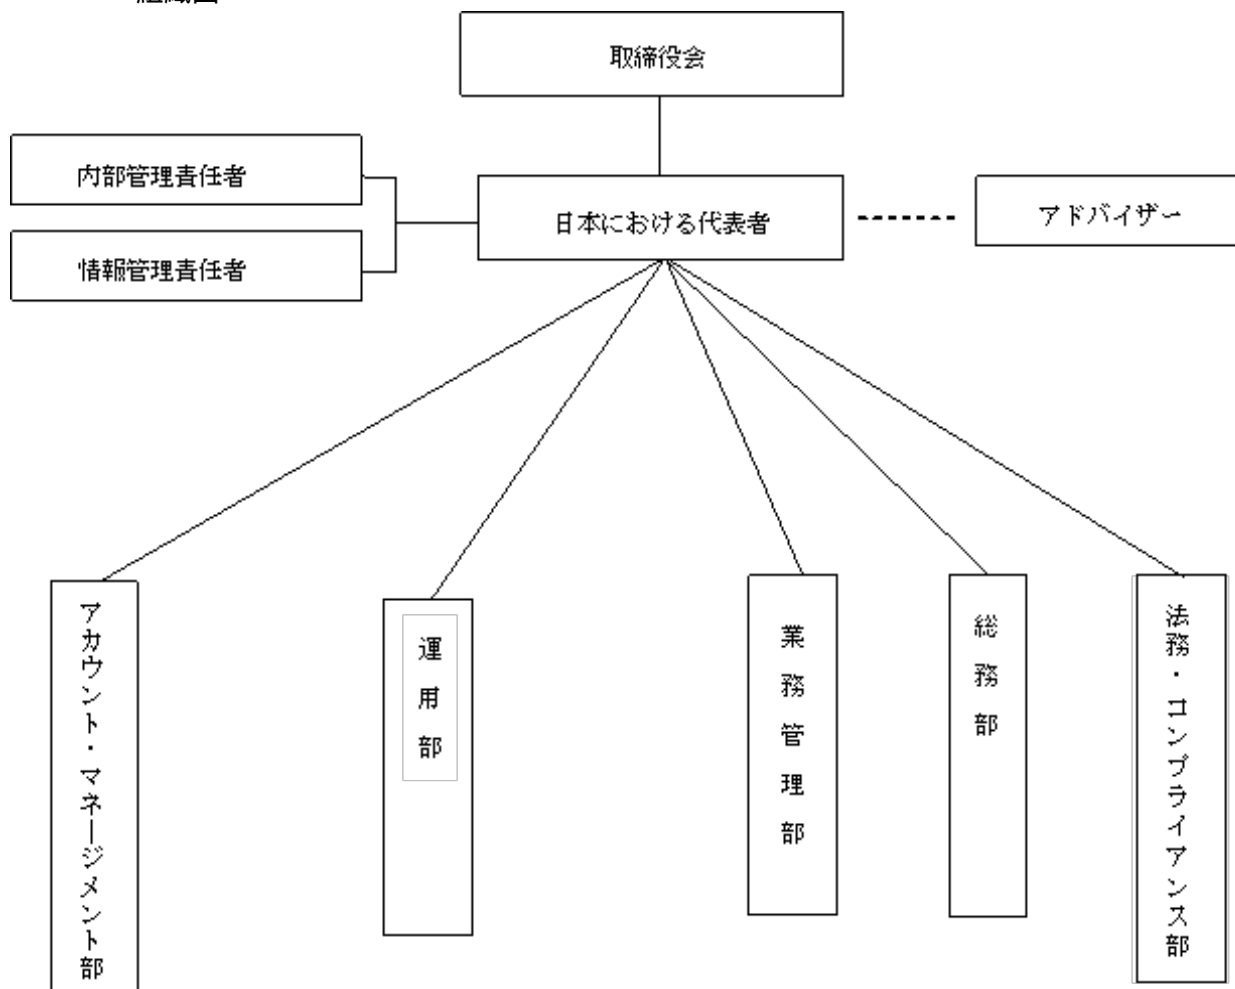 取締役会
内部管理責任者
日本における代表者
アドバイザー
情報管理責任者
アカウント・マネージメント部
運用部
業務管理部
総務部
法務・コンプライアンス部